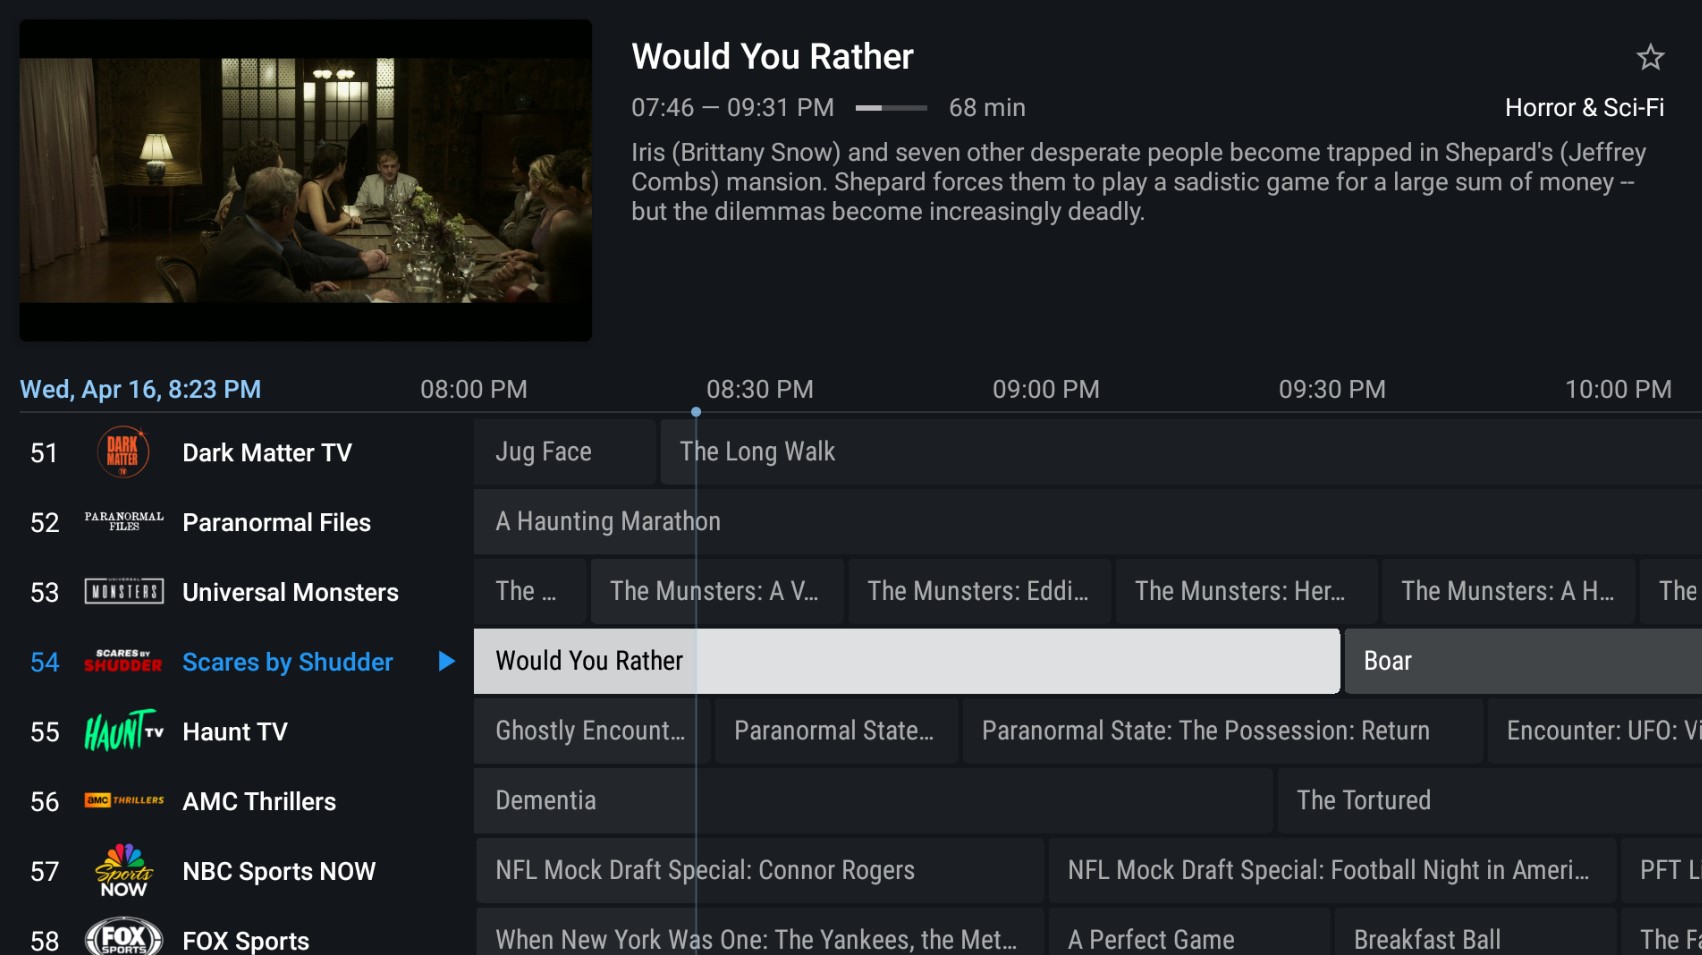 Would You Rather
07:46 — 09:31 PM 68 min Horror & Sci-Fi
Iris (Brittany Snow) and seven other desperate people become trapped in Shepard's (Jeffrey
Combs) mansion. Shepard forces them to play a sadistic game for a large sum of money --
but the dilemmas become increasingly deadly.
Wed, Apr 16, 8:23 PM 08:00 PM 08:30 PM 09:00 PM 09:30 PM 10:00 PM
51 DARK MATTER TV Dark Matter TV Jug Face The Long Walk
52 PARANORMAL FILES Paranormal Files A Haunting Marathon
53 UNIVERSAL MONSTERS Universal Monsters The ... The Munsters: A V... The Munsters: Eddi... The Munsters: Her... The Munsters: A H... The
54 SCARES BY SHUDDER Scares by Shudder Would You Rather Boar
55 HAUNT TV Haunt TV Ghostly Encount... Paranormal State... Paranormal State: The Possession: Return Encounter: UFO: Vi
56 AMC THRILLERS AMC Thrillers Dementia The Tortured
57 Sports NOW NBC Sports NOW NFL Mock Draft Special: Connor Rogers NFL Mock Draft Special: Football Night in Ameri... PFT L
58 FOX SPORTS FOX Sports When New York Was One: The Yankees, the Met... A Perfect Game Breakfast Ball The Fa